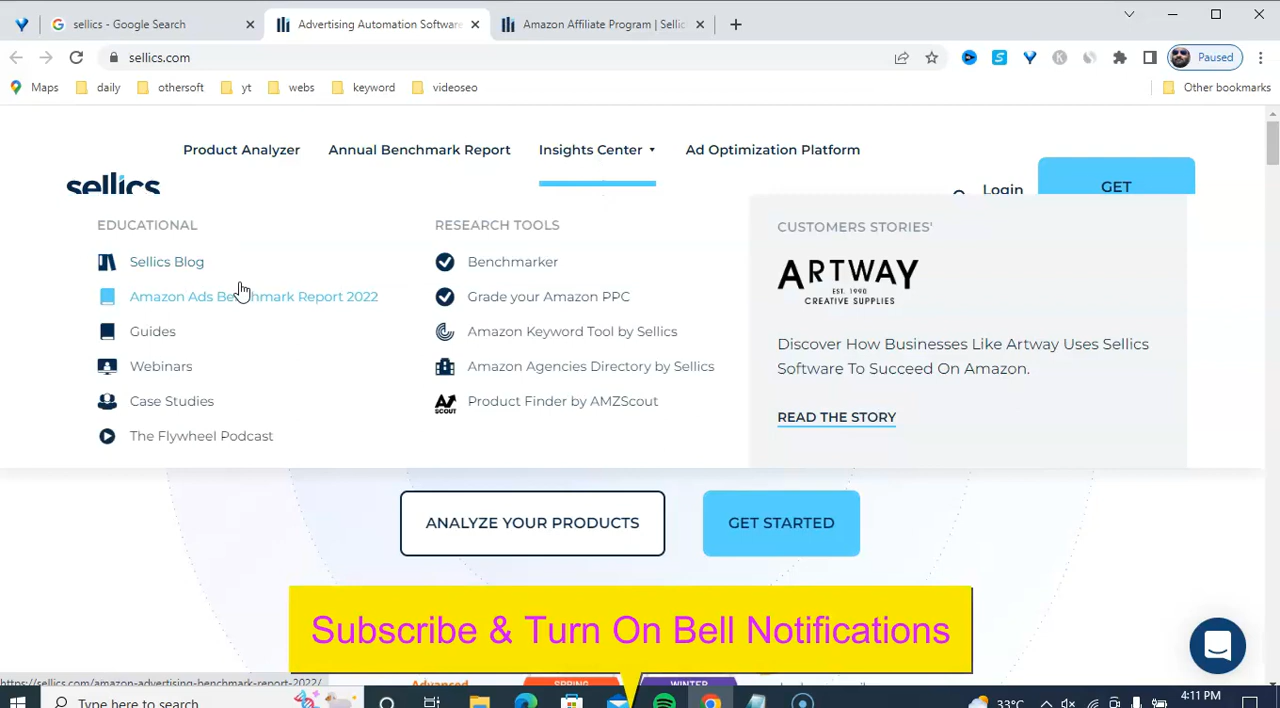 sellics - Google Search
Advertising Automation Software
Amazon Affiliate Program | Sellic
sellics.com
Paused
Maps
daily
othersoft
yt
webs
keyword
videoseo
Other bookmarks
Product Analyzer
Annual Benchmark Report
Insights Center
Ad Optimization Platform
sellics
Login
GET
EDUCATIONAL
Sellics Blog
Amazon Ads Benchmark Report 2022
Guides
Webinars
Case Studies
The Flywheel Podcast
RESEARCH TOOLS
Benchmarker
Grade your Amazon PPC
Amazon Keyword Tool by Sellics
Amazon Agencies Directory by Sellics
SCOUT
Product Finder by AMZScout
CUSTOMERS STORIES'
ARTWAY
EST. 1990
CREATIVE SUPPLIES
Discover How Businesses Like Artway Uses Sellics
Software To Succeed On Amazon.
READ THE STORY
ANALYZE YOUR PRODUCTS
GET STARTED
Subscribe & Turn On Bell Notifications
https://sellics.com/amazon-advertising-benchmark-report-2022/
Advanced
SPRING
WINTER
Type here to search
33°C
4:11 PM